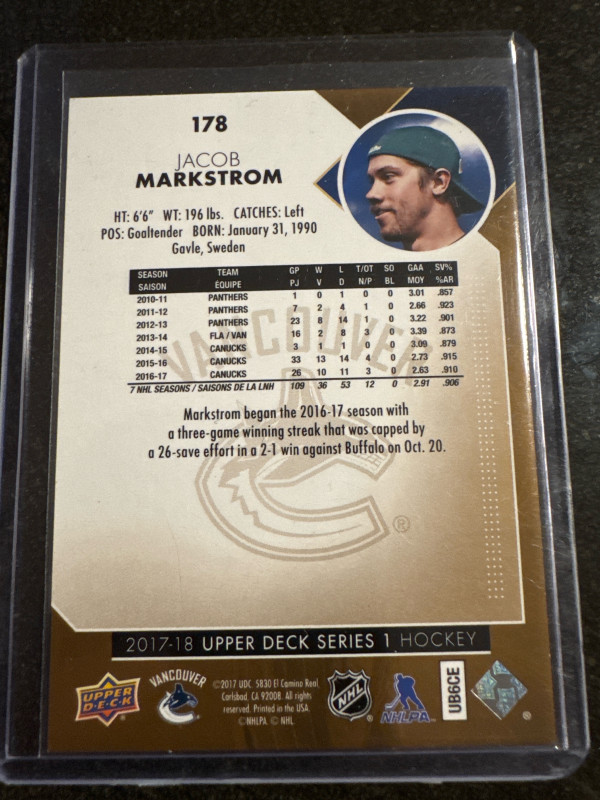 178
JACOB
MARKSTROM
HT: 6'6" WT: 196 lbs. CATCHES: Left
POS: Goaltender BORN: January 31, 1990
Gavle, Sweden
SEASON TEAM GP W L T/OT SO GAA SV%
SAISON ÉQUIPE PJ V D N/P BL MOY %AR
2010-11 PANTHERS 1 0 1 0 0 3.01 .857
2011-12 PANTHERS 7 2 4 1 0 2.66 .923
2012-13 PANTHERS 23 8 14 1 0 3.22 .901
2013-14 FLA / VAN 16 2 8 3 0 3.39 .873
2014-15 CANUCKS 3 1 1 0 0 3.09 .879
2015-16 CANUCKS 33 13 14 4 0 2.73 .915
2016-17 CANUCKS 26 10 11 3 0 2.63 .910
7 NHL SEASONS / SAISONS DE LA LNH 109 36 53 12 0 2.91 .906
VANCOUVER
Markstrom began the 2016-17 season with
a three-game winning streak that was capped by
a 26-save effort in a 2-1 win against Buffalo on Oct. 20.
®
2017-18 UPPER DECK SERIES 1 HOCKEY
UPPER
D·E·C·K
VANCOUVER
©2017 UDC. 5830 El Camino Real,
Carlsbad, CA 92008. All rights
reserved. Printed in the USA.
©NHLPA. © NHL.
NHL
NHLPA
UB6CE